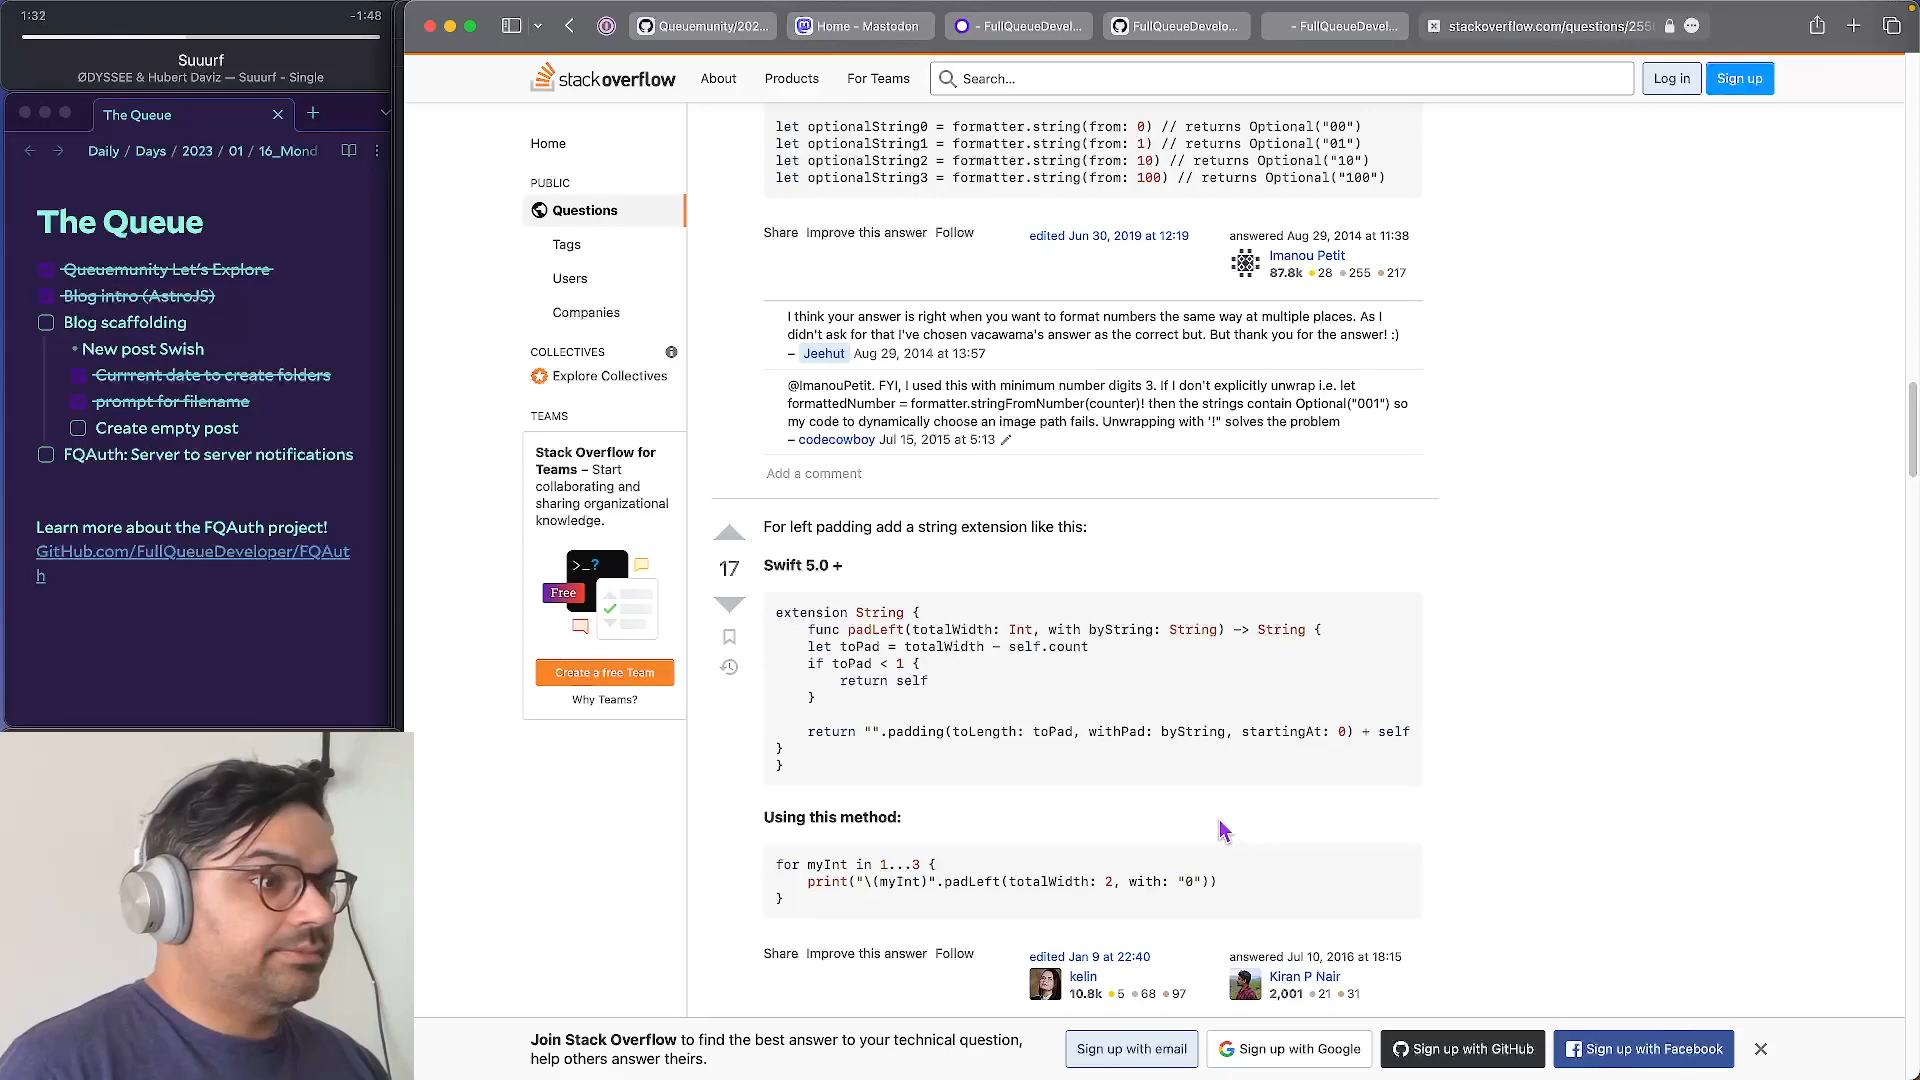 1:32
-1:48
Suuurf
ØDYSSEE & Hubert Daviz — Suuurf - Single
The Queue
Daily / Days / 2023 / 01 / 16_Mond
The Queue
Queuemunity Let's Explore
Blog intro (AstroJS)
Blog scaffolding
• New post Swish
Currrent date to create folders
prompt for filename
Create empty post
FQAuth: Server to server notifications
Learn more about the FQAuth project!
GitHub.com/FullQueueDeveloper/FQAut
h
Queuemunity/202...
Home - Mastodon
- FullQueueDevel...
FullQueueDevelo...
- FullQueueDevel...
stackoverflow.com/questions/255
stackoverflow
About
Products
For Teams
Search...
Log in
Sign up
Home
PUBLIC
Questions
Tags
Users
Companies
COLLECTIVES
Explore Collectives
TEAMS
Stack Overflow for
Teams – Start
collaborating and
sharing organizational
knowledge.
>_?
Free
Create a free Team
Why Teams?
let optionalString0 = formatter.string(from: 0) // returns Optional("00")
let optionalString1 = formatter.string(from: 1) // returns Optional("01")
let optionalString2 = formatter.string(from: 10) // returns Optional("10")
let optionalString3 = formatter.string(from: 100) // returns Optional("100")
Share Improve this answer Follow
edited Jun 30, 2019 at 12:19
answered Aug 29, 2014 at 11:38
Imanou Petit
87.8k 28 255 217
I think your answer is right when you want to format numbers the same way at multiple places. As I
didn't ask for that I've chosen vacawama's answer as the correct but. But thank you for the answer! :)
– Jeehut Aug 29, 2014 at 13:57
@ImanouPetit. FYI, I used this with minimum number digits 3. If I don't explicitly unwrap i.e. let
formattedNumber = formatter.stringFromNumber(counter)! then the strings contain Optional("001") so
my code to dynamically choose an image path fails. Unwrapping with '!" solves the problem
– codecowboy Jul 15, 2015 at 5:13
Add a comment
17
For left padding add a string extension like this:
Swift 5.0 +
extension String {
func padLeft(totalWidth: Int, with byString: String) -> String {
let toPad = totalWidth - self.count
if toPad < 1 {
return self
}
return "".padding(toLength: toPad, withPad: byString, startingAt: 0) + self
}
}
Using this method:
for myInt in 1...3 {
print("\(myInt)".padLeft(totalWidth: 2, with: "0"))
}
Share Improve this answer Follow
edited Jan 9 at 22:40
kelin
10.8k 5 68 97
answered Jul 10, 2016 at 18:15
Kiran P Nair
2,001 21 31
Join Stack Overflow to find the best answer to your technical question,
help others answer theirs.
Sign up with email
Sign up with Google
Sign up with GitHub
Sign up with Facebook